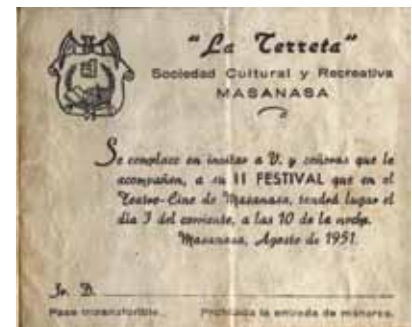 "La Terreta"
Sociedad Cultural y Recreativa
MASANASA
Se complace en invitar a V. y señoras que le
acompañen, a su II FESTIVAL que en el
Teatro-Cine de Masanasa, tendrá lugar el
día 3 del corriente, a las 10 de la noche.
Masanasa, Agosto de 1951.
Sr. D.
Pase intransferible. Prohibida la entrada de menores.